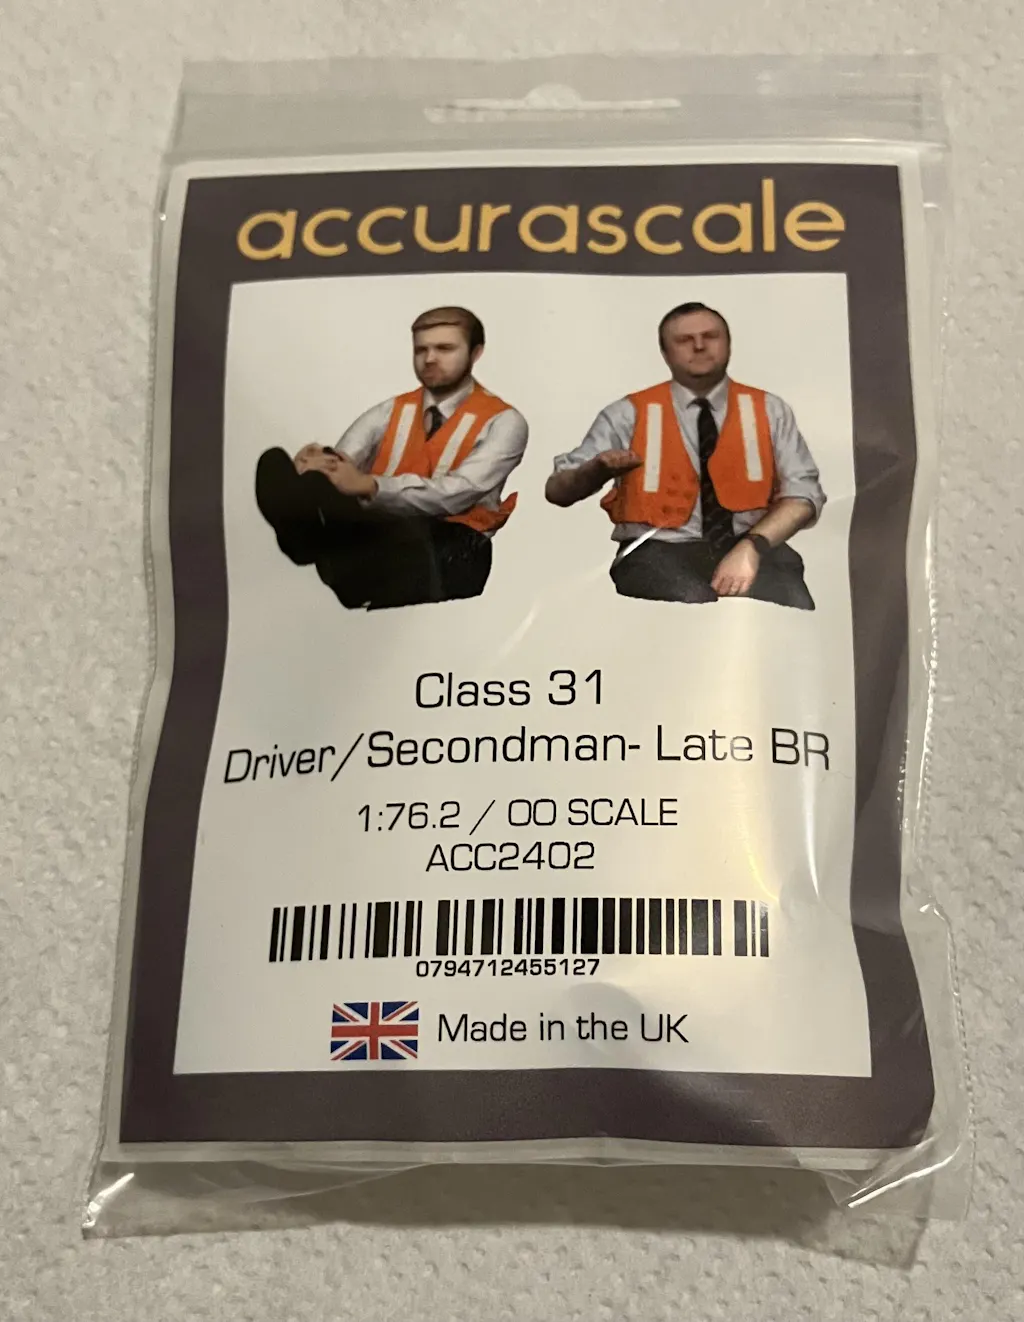 accurascale
Class 31
Driver/Secondman- Late BR
1:76.2 / OO SCALE
ACC2402
0794712455127
Made in the UK